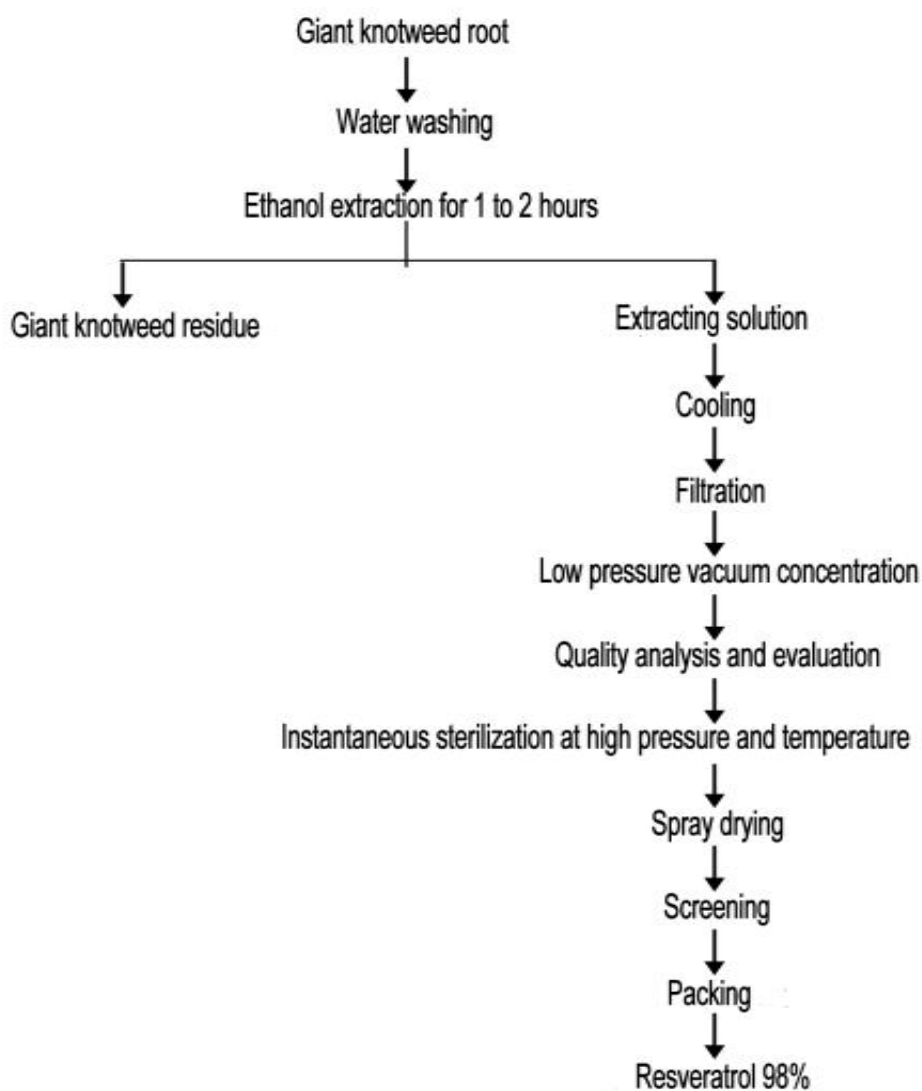 Giant knotweed root
Water washing
Ethanol extraction for 1 to 2 hours
Giant knotweed residue
Extracting solution
Cooling
Filtration
Low pressure vacuum concentration
Quality analysis and evaluation
Instantaneous sterilization at high pressure and temperature
Spray drying
Screening
Packing
Resveratrol 98%